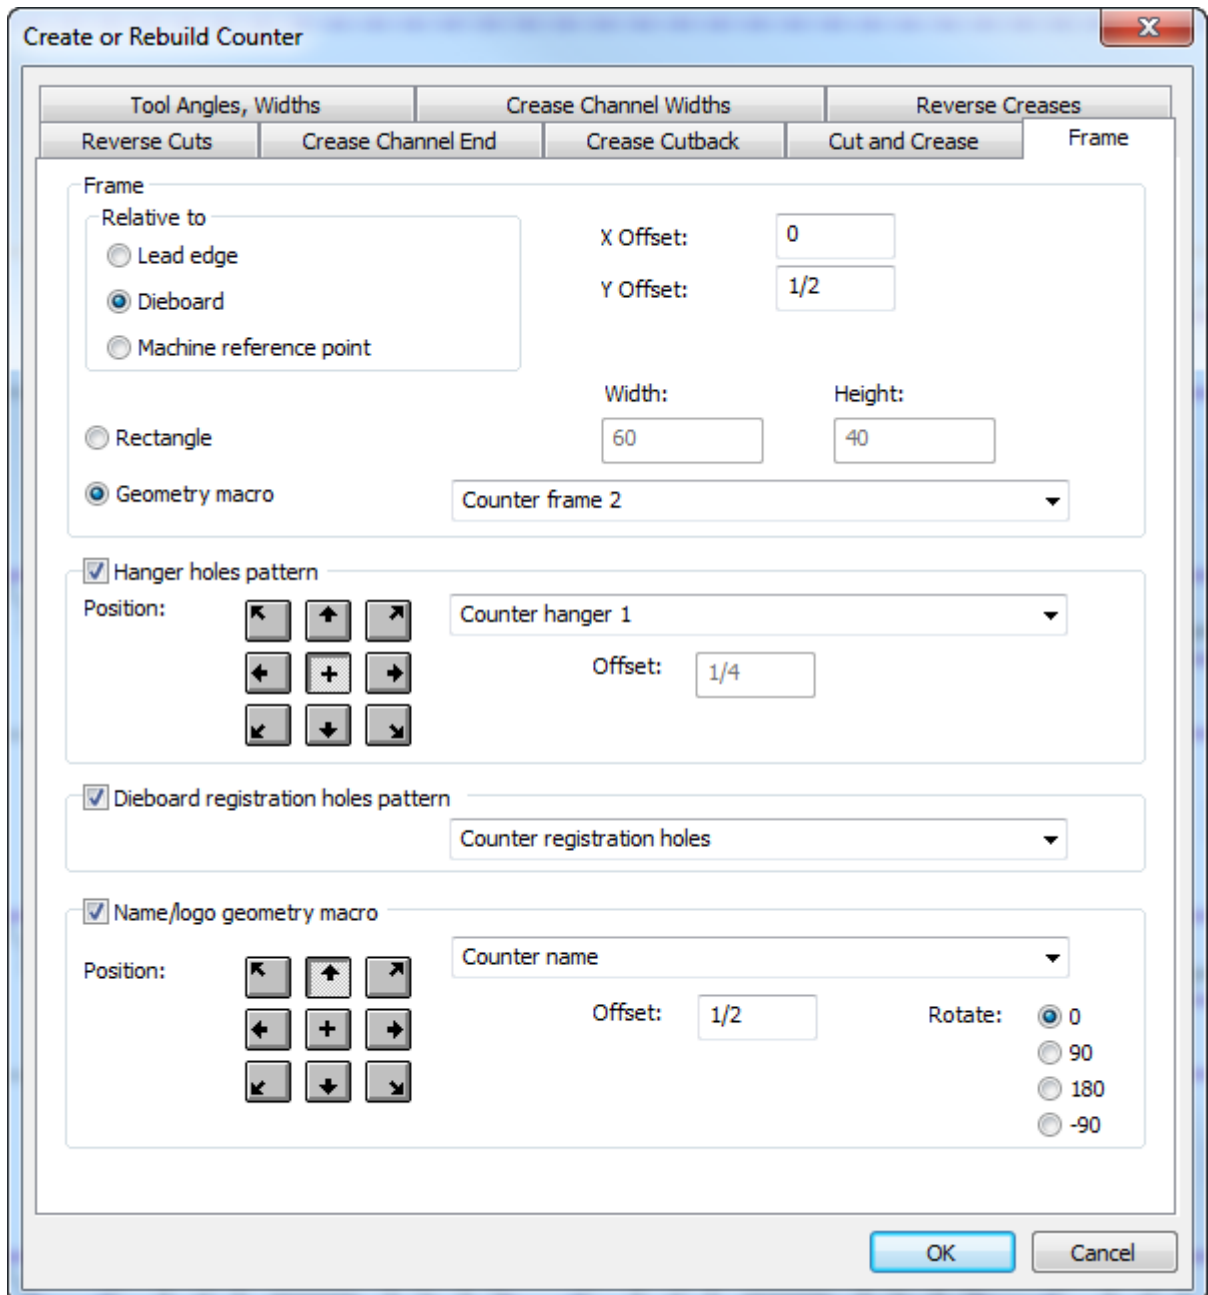 Create or Rebuild Counter
Tool Angles, Widths
Crease Channel Widths
Reverse Creases
Reverse Cuts
Crease Channel End
Crease Cutback
Cut and Crease
Frame
Frame
Relative to
Lead edge
Dieboard
Machine reference point
X Offset:
0
Y Offset:
1/2
Width:
Height:
Rectangle
60
40
Geometry macro
Counter frame 2
Hanger holes pattern
Position:
Counter hanger 1
Offset:
1/4
Dieboard registration holes pattern
Counter registration holes
Name/logo geometry macro
Position:
Counter name
Offset:
1/2
Rotate:
0
90
180
-90
OK
Cancel